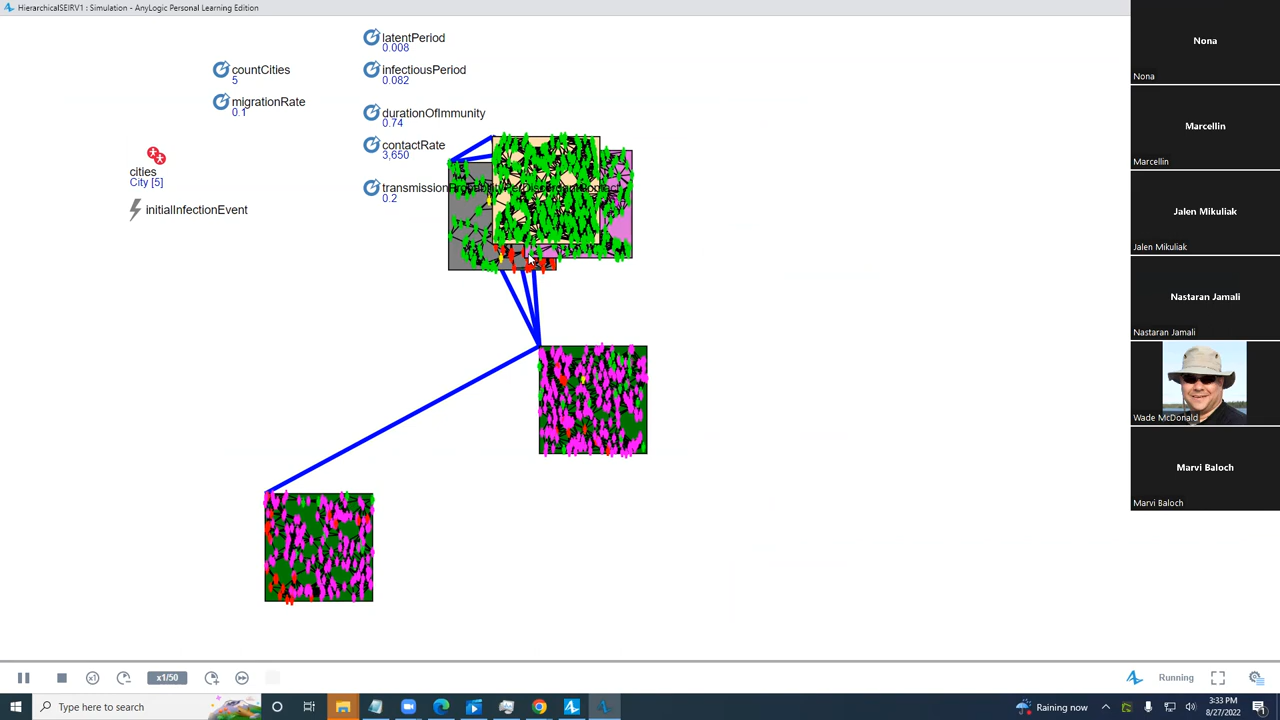 HierarchicalSEIRV1 : Simulation - AnyLogic Personal Learning Edition
latentPeriod
0.008
countCities
5
infectiousPeriod
0.082
migrationRate
0.1
durationOfImmunity
0.74
contactRate
3,650
cities
City [5]
transmissionProbabilityPerDiscordantContact
0.2
initialInfectionEvent
Nona
Nona
Marcellin
Marcellin
Jalen Mikuliak
Jalen Mikuliak
Nastaran Jamali
Nastaran Jamali
Wade McDonald
Marvi Baloch
Marvi Baloch
x1
x1/50
Running
Type here to search
Raining now
3:33 PM
8/27/2022
1